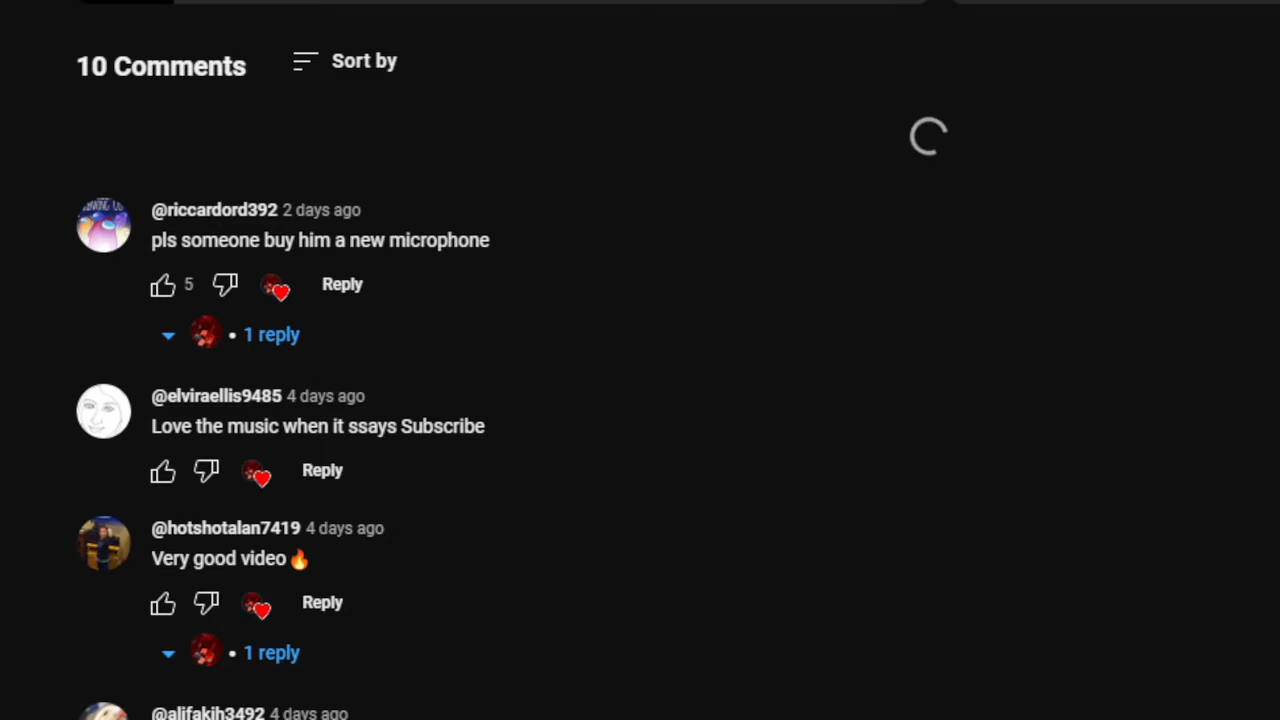 10 Comments
Sort by
@riccardord392 2 days ago
pls someone buy him a new microphone
5
Reply
• 1 reply
@elviraellis9485 4 days ago
Love the music when it ssays Subscribe
Reply
@hotshotalan7419 4 days ago
Very good video🔥
Reply
• 1 reply
@alifakih3492 4 days ago